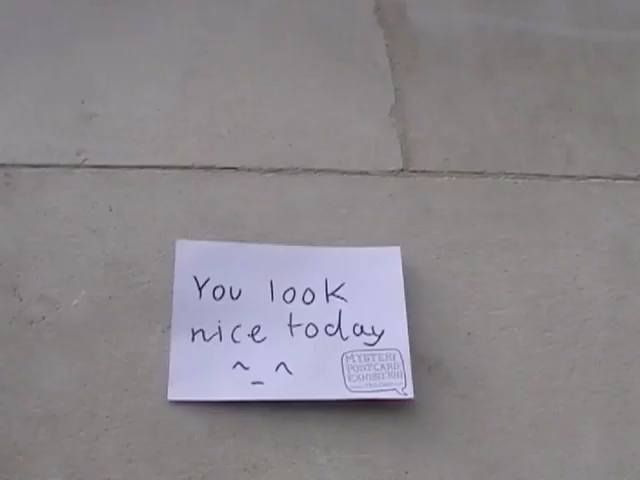 You look
nice today
^_^
MYSTERY
POSTCARD
EXHIBITION